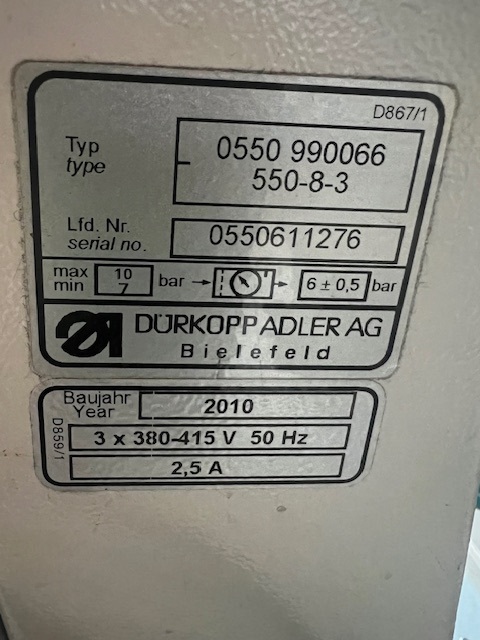 D867/1
Typ
type
0550 990066
550-8-3
Lfd. Nr.
serial no.
0550611276
max
min
10
7
bar
6 ± 0,5 bar
DÜRKOPP ADLER AG
Bielefeld
Baujahr
Year
2010
D859/1
3 x 380-415 V 50 Hz
2,5 A